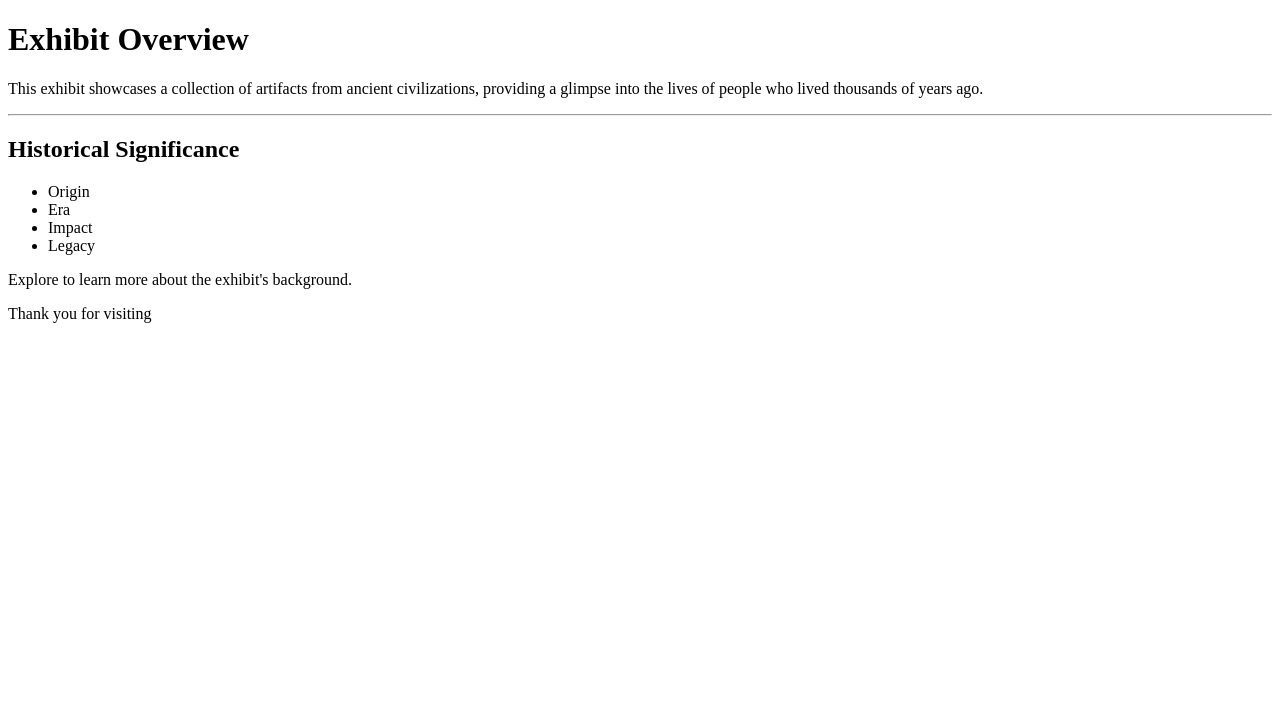 Exhibit Overview
This exhibit showcases a collection of artifacts from ancient civilizations, providing a glimpse into the lives of people who lived thousands of years ago.
Historical Significance
Origin
Era
Impact
Legacy
Explore to learn more about the exhibit's background.
Thank you for visiting